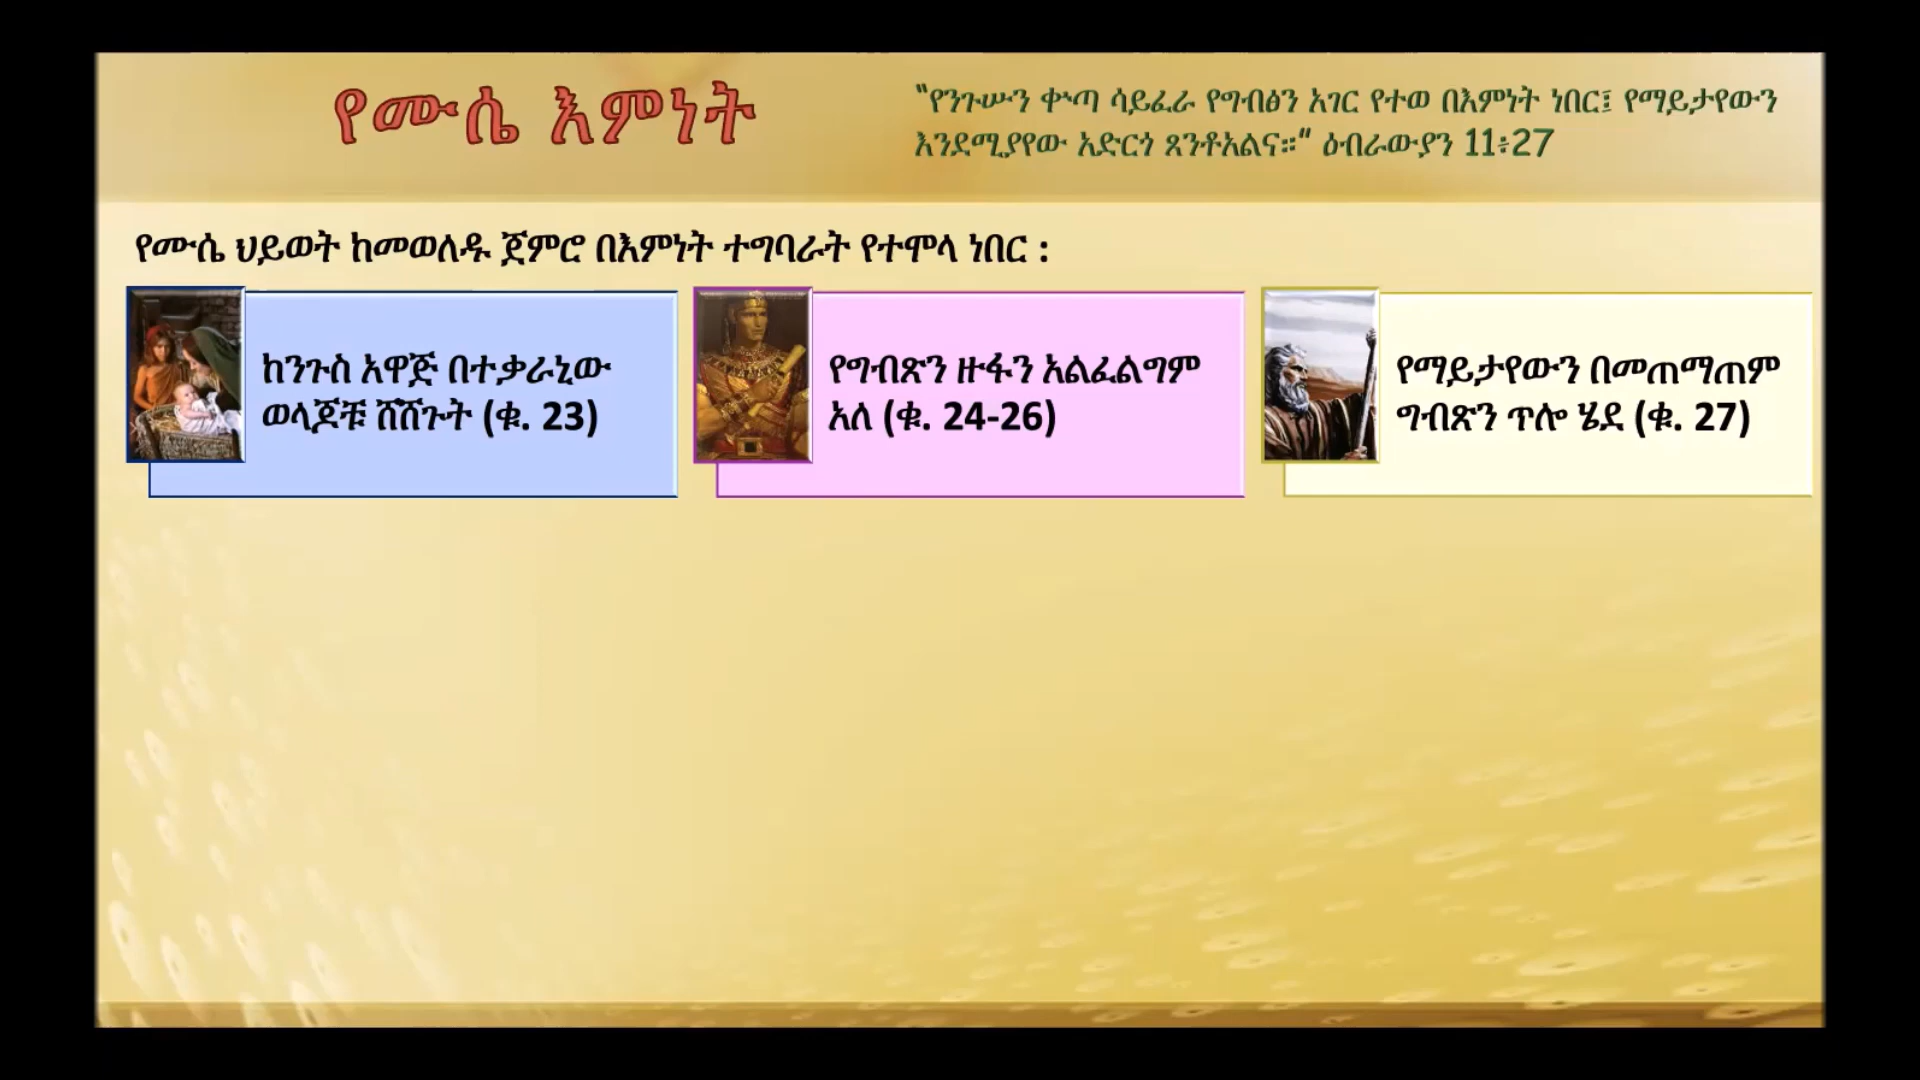 የሙሴ እምነት
“የንጉሡን ቍጣ ሳይፈራ የግብፅን አገር የተወ በእምነት ነበር፤ የማይታየውን
እንደሚያየው አድርጎ ጸንቶአልና።” ዕብራውያን 11፥27
የሙሴ ህይወት ከመወለዱ ጀምሮ በእምነት ተግባራት የተሞላ ነበር :
ከንጉስ አዋጅ በተቃራኒው
ወላጆቹ ሸሸጉት (ቁ. 23)
የግብጽን ዙፋን አልፈልግም
አለ (ቁ. 24-26)
የማይታየውን በመጠማጠም
ግብጽን ጥሎ ሄደ (ቁ. 27)